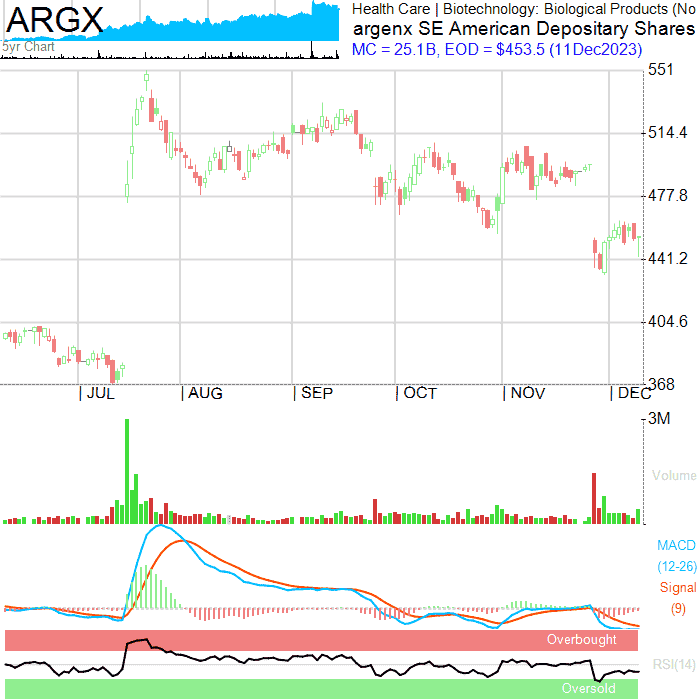 ARGX
5yr Chart
Health Care | Biotechnology: Biological Products (No
argenx SE American Depositary Shares
MC = 25.1B, EOD = $453.5 (11Dec2023)
551
514.4
477.8
441.2
404.6
368
| JUL | AUG | SEP | OCT | NOV | DEC
3M
Volume
MACD
(12-26)
Signal
(9)
Overbought
RSI(14)
Oversold